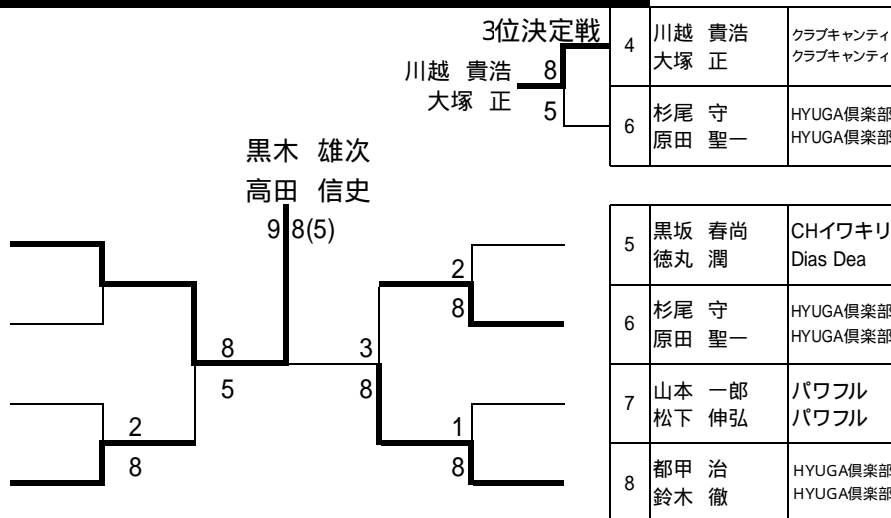 3位決定戦
川越 貴浩
大塚 正
8
5
4
川越 貴浩
大塚 正
クラブキャンティ
クラブキャンティ
6
杉尾 守
原田 聖一
HYUGA倶楽部
HYUGA倶楽部
黒木 雄次
高田 信史
9 8(5)
8
5
2
8
3
8
2
8
1
8
5
黒坂 春尚
徳丸 潤
CHイワキリ
Dias Dea
6
杉尾 守
原田 聖一
HYUGA倶楽部
HYUGA倶楽部
7
山本 一郎
松下 伸弘
パワフル
パワフル
8
都甲 治
鈴木 徹
HYUGA倶楽部
HYUGA倶楽部